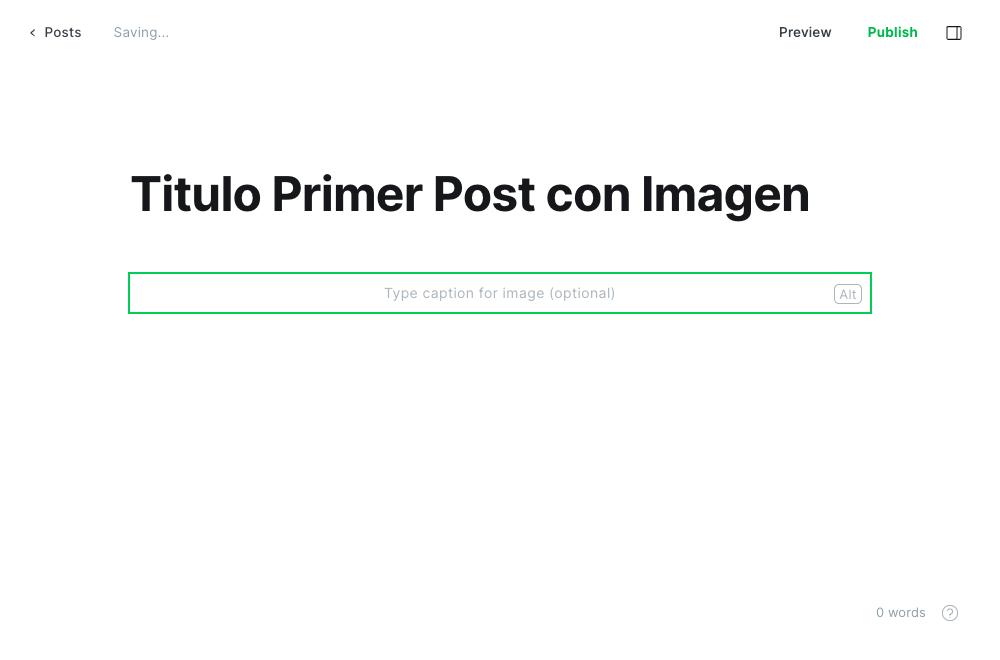 Posts
Saving...
Preview
Publish
Titulo Primer Post con Imagen
Type caption for image (optional)
Alt
0 words
?